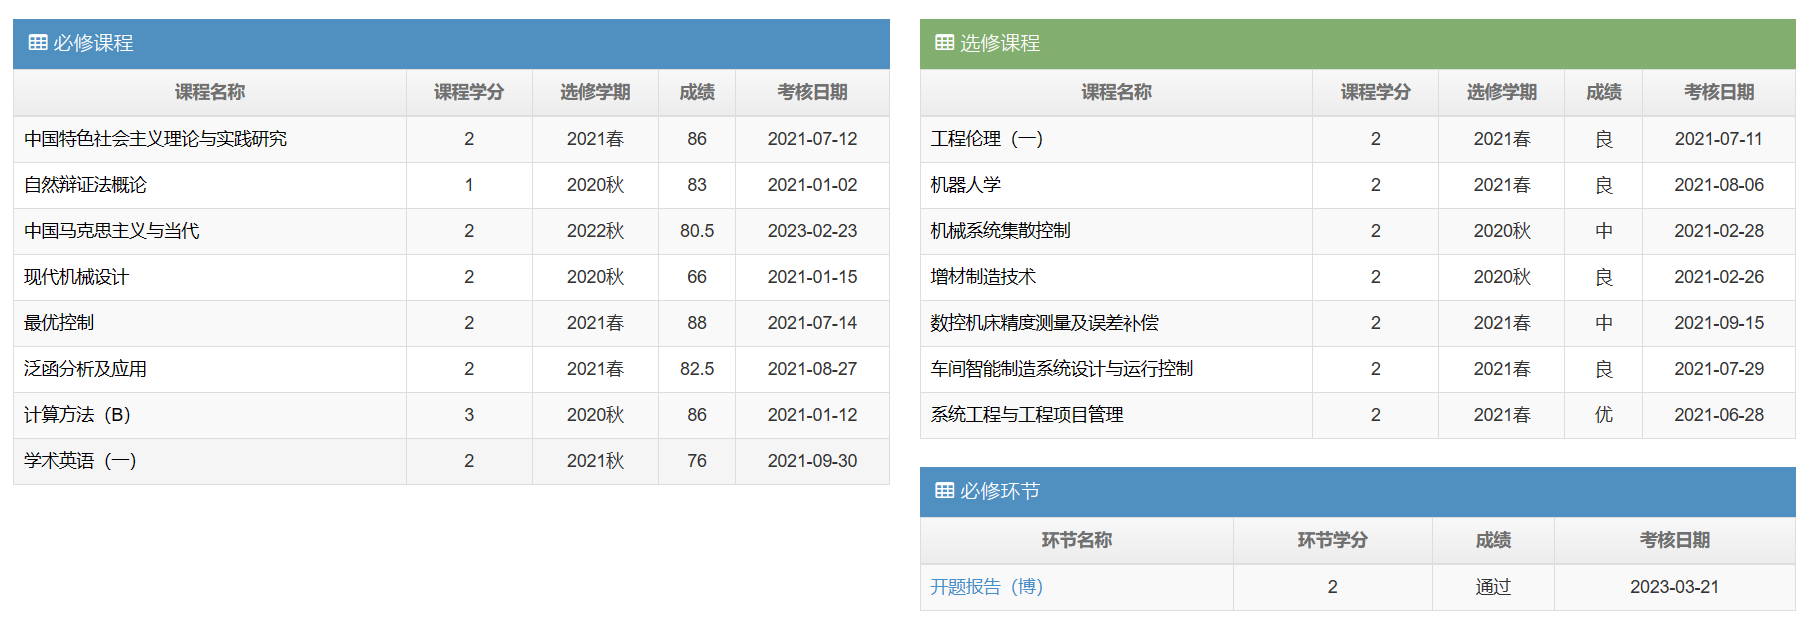 必修课程
课程名称 课程学分 选修学期 成绩 考核日期
中国特色社会主义理论与实践研究 2 2021春 86 2021-07-12
自然辩证法概论 1 2020秋 83 2021-01-02
中国马克思主义与当代 2 2022秋 80.5 2023-02-23
现代机械设计 2 2020秋 66 2021-01-15
最优控制 2 2021春 88 2021-07-14
泛函分析及应用 2 2021春 82.5 2021-08-27
计算方法（B） 3 2020秋 86 2021-01-12
学术英语（一） 2 2021秋 76 2021-09-30
选修课程
课程名称 课程学分 选修学期 成绩 考核日期
工程伦理（一） 2 2021春 良 2021-07-11
机器人学 2 2021春 良 2021-08-06
机械系统集散控制 2 2020秋 中 2021-02-28
增材制造技术 2 2020秋 良 2021-02-26
数控机床精度测量及误差补偿 2 2021春 中 2021-09-15
车间智能制造系统设计与运行控制 2 2021春 良 2021-07-29
系统工程与工程项目管理 2 2021春 优 2021-06-28
必修环节
环节名称 环节学分 成绩 考核日期
开题报告（博） 2 通过 2023-03-21